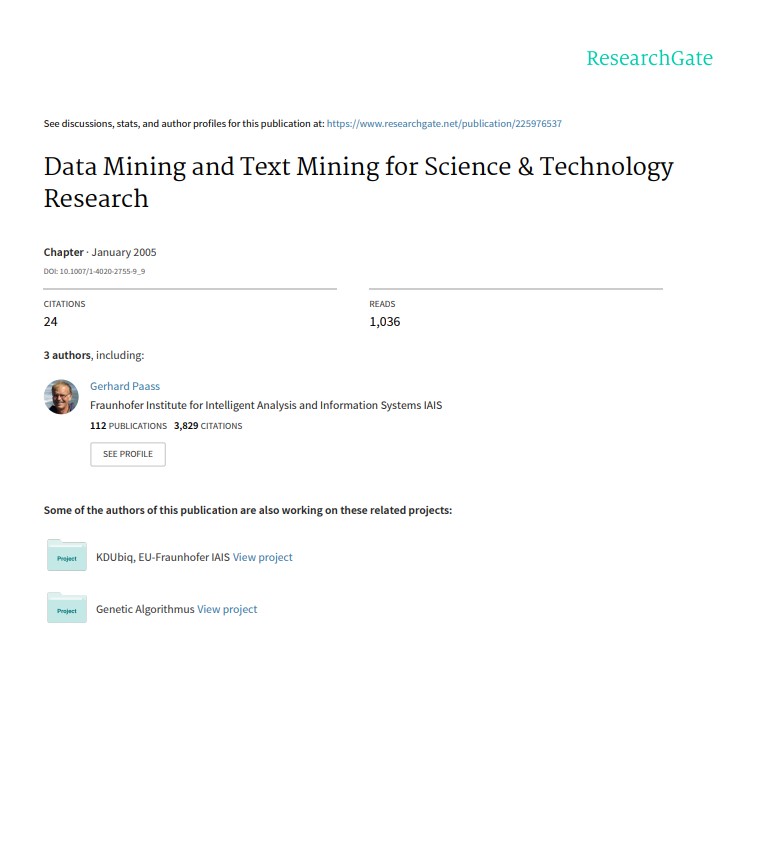 ResearchGate
See discussions, stats, and author profiles for this publication at: https://www.researchgate.net/publication/225976537
Data Mining and Text Mining for Science & Technology
Research
Chapter · January 2005
DOI: 10.1007/1-4020-2755-9_9
CITATIONS
24
READS
1,036
3 authors, including:
Gerhard Paass
Fraunhofer Institute for Intelligent Analysis and Information Systems IAIS
112 PUBLICATIONS 3,829 CITATIONS
SEE PROFILE
Some of the authors of this publication are also working on these related projects:
Project
KDUbiq, EU-Fraunhofer IAIS View project
Project
Genetic Algorithmus View project